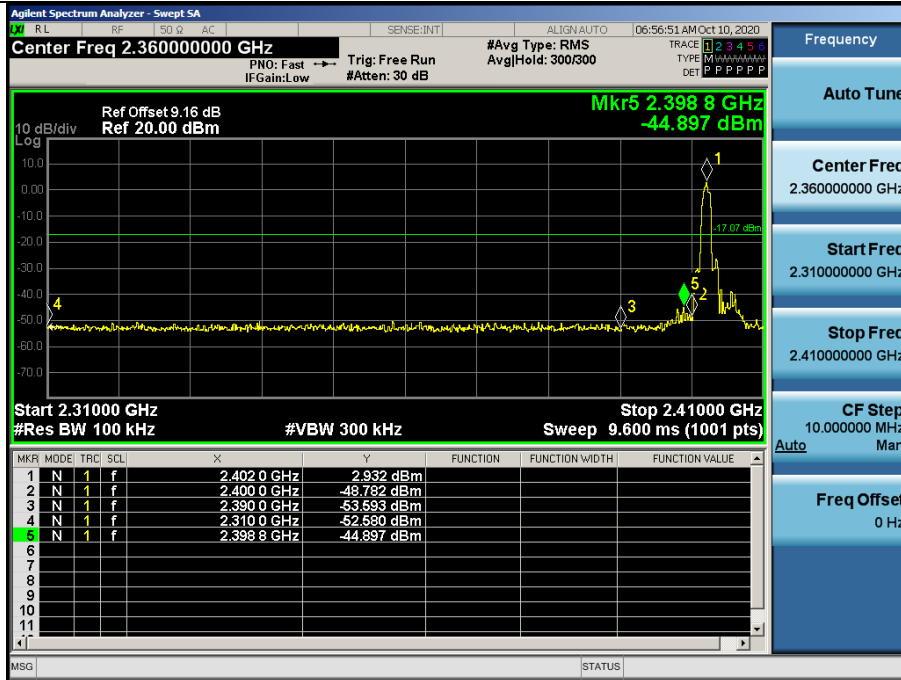 Agilent Spectrum Analyzer - Swept SA
LXI RL RF 50 Ω AC SENSE:INT ALIGN AUTO 06:56:51 AM Oct 10, 2020
Center Freq 2.360000000 GHz
#Avg Type: RMS
TRACE 1 2 3 4 5 6
PNO: Fast
Trig: Free Run
Avg|Hold: 300/300
TYPE M
IFGain:Low
#Atten: 30 dB
DET P P P P P P
Ref Offset 9.16 dB
Mkr5 2.398 8 GHz
10 dB/div
Ref 20.00 dBm
-44.897 dBm
Log
10.0
0.00
-10.0
-20.0
-30.0
-40.0
-50.0
-60.0
-70.0
1
-17.07 dBm
4
3
5
2
Start 2.31000 GHz
Stop 2.41000 GHz
#Res BW 100 kHz
#VBW 300 kHz
Sweep 9.600 ms (1001 pts)
MKR MODE TRC SCL X Y FUNCTION FUNCTION WIDTH FUNCTION VALUE
1 N 1 f 2.402 0 GHz 2.932 dBm
2 N 1 f 2.400 0 GHz -48.782 dBm
3 N 1 f 2.390 0 GHz -53.593 dBm
4 N 1 f 2.310 0 GHz -52.580 dBm
5 N 1 f 2.398 8 GHz -44.897 dBm
6
7
8
9
10
11
MSG
STATUS
Frequency
Auto Tune
Center Freq
2.360000000 GHz
Start Freq
2.310000000 GHz
Stop Freq
2.410000000 GHz
CF Step
10.000000 MHz
Auto Man
Freq Offset
0 Hz